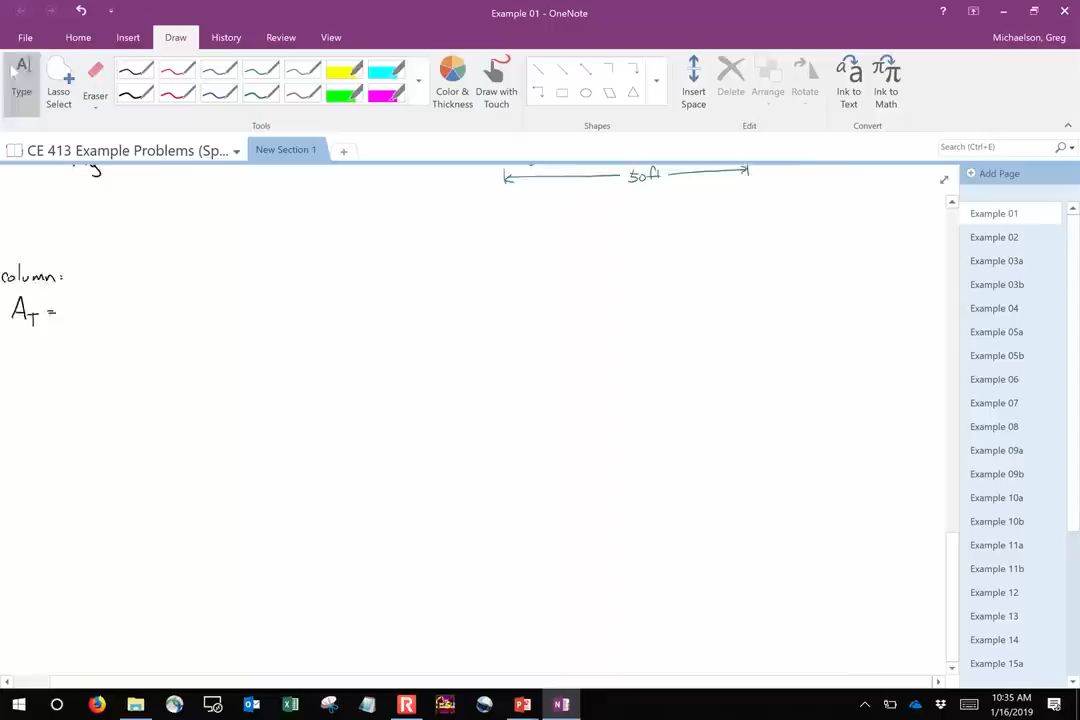 Example 01 - OneNote
?
Michaelson, Greg
File
Home
Insert
Draw
History
Review
View
Type
Lasso Select
Eraser
Color & Thickness
Draw with Touch
Insert Space
Delete
Arrange
Rotate
Ink to Text
Ink to Math
Tools
Shapes
Edit
Convert
CE 413 Example Problems (Sp...
New Section 1
Search (Ctrl+E)
Add Page
50ft
column:
A_T =
Example 01
Example 02
Example 03a
Example 03b
Example 04
Example 05a
Example 05b
Example 06
Example 07
Example 08
Example 09a
Example 09b
Example 10a
Example 10b
Example 11a
Example 11b
Example 12
Example 13
Example 14
Example 15a
10:35 AM
1/16/2019